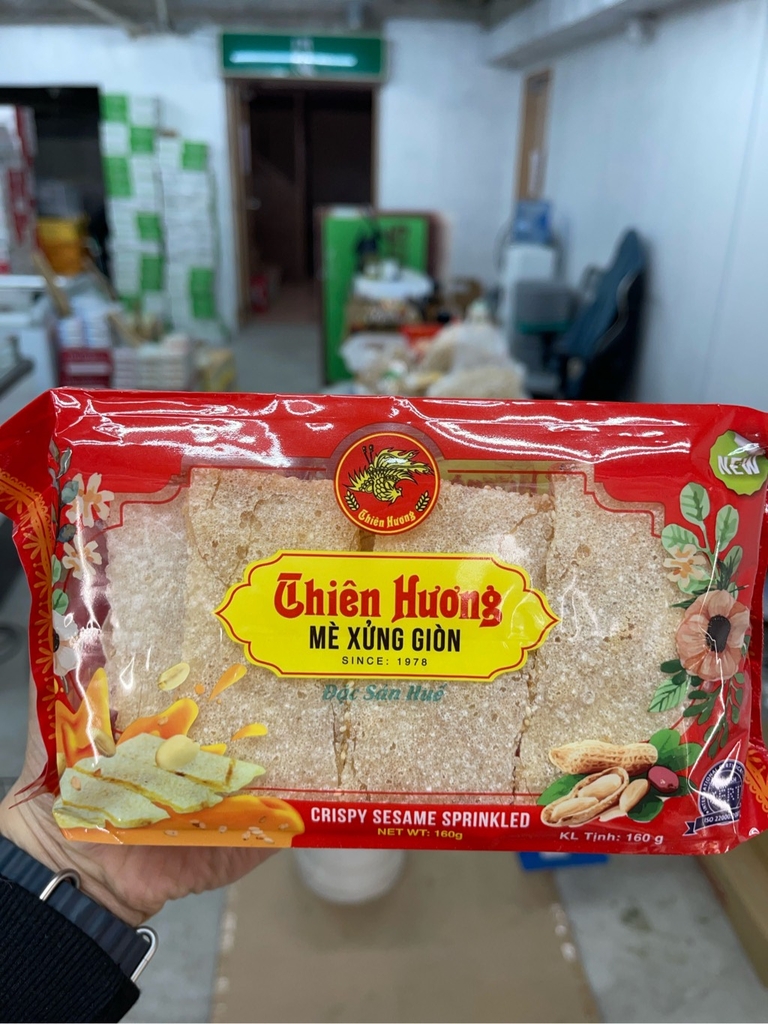 Thiên Hương
NEW
Thiên Hương
MÈ XỬNG GIÒN
SINCE: 1978
Đặc Sản Huế
CRISPY SESAME SPRINKLED
NET WT: 160g
KL Tịnh: 160 g